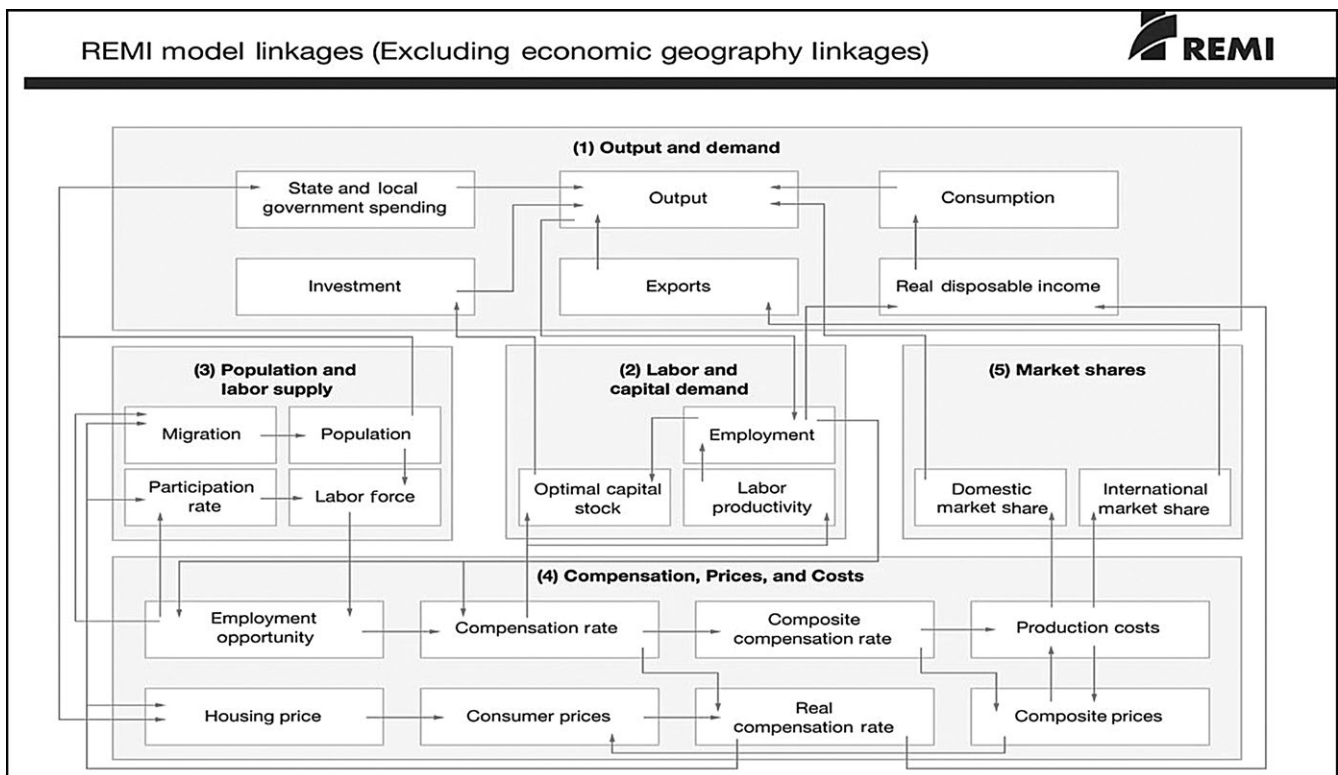 REMI model linkages (Excluding economic geography linkages)
REMI
(1) Output and demand
State and local
government spending
Output
Consumption
Investment
Exports
Real disposable income
(3) Population and
labor supply
(2) Labor and
capital demand
(5) Market shares
Migration
Population
Employment
Participation
rate
Labor force
Optimal capital
stock
Labor
productivity
Domestic
market share
International
market share
(4) Compensation, Prices, and Costs
Employment
opportunity
Compensation rate
Composite
compensation rate
Production costs
Housing price
Consumer prices
Real
compensation rate
Composite prices